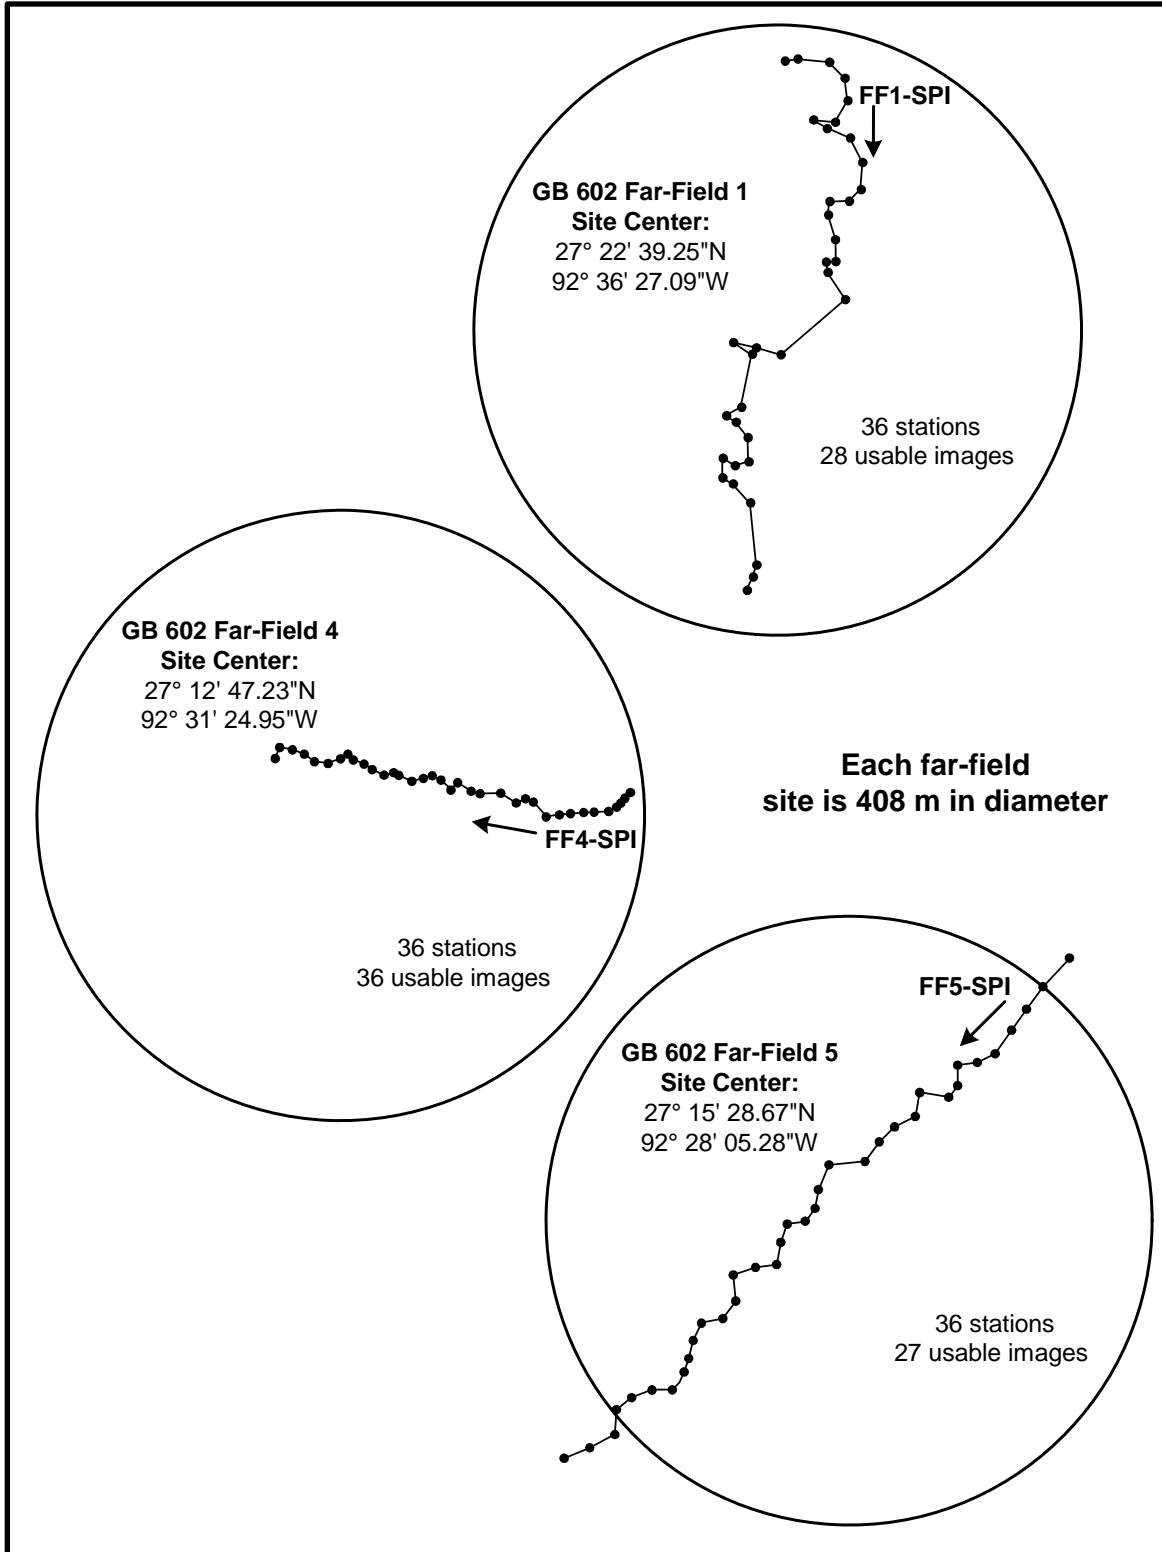 FF1-SPI
GB 602 Far-Field 1
Site Center:
27° 22' 39.25"N
92° 36' 27.09"W
36 stations
28 usable images
GB 602 Far-Field 4
Site Center:
27° 12' 47.23"N
92° 31' 24.95"W
FF4-SPI
36 stations
36 usable images
Each far-field
site is 408 m in diameter
FF5-SPI
GB 602 Far-Field 5
Site Center:
27° 15' 28.67"N
92° 28' 05.28"W
36 stations
27 usable images